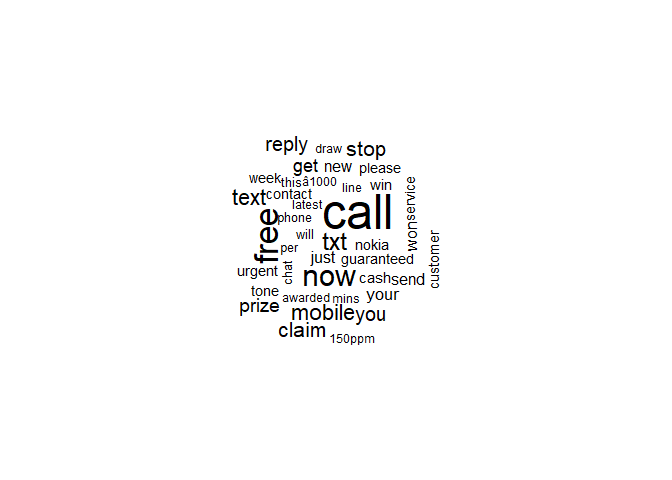 reply draw stop
get new please
week this â1000 line win
text contact
latest
free phone call won service
will txt nokia
per just guaranteed
urgent chat now cash send customer
tone awarded mins your
prize mobile you
claim 150ppm